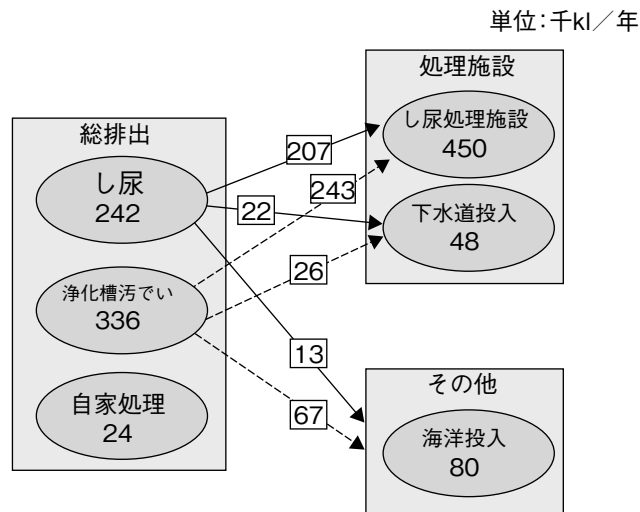 単位：千kl／年
総排出
し尿
242
浄化槽汚でい
336
自家処理
24
207
243
22
26
13
67
処理施設
し尿処理施設
450
下水道投入
48
その他
海洋投入
80